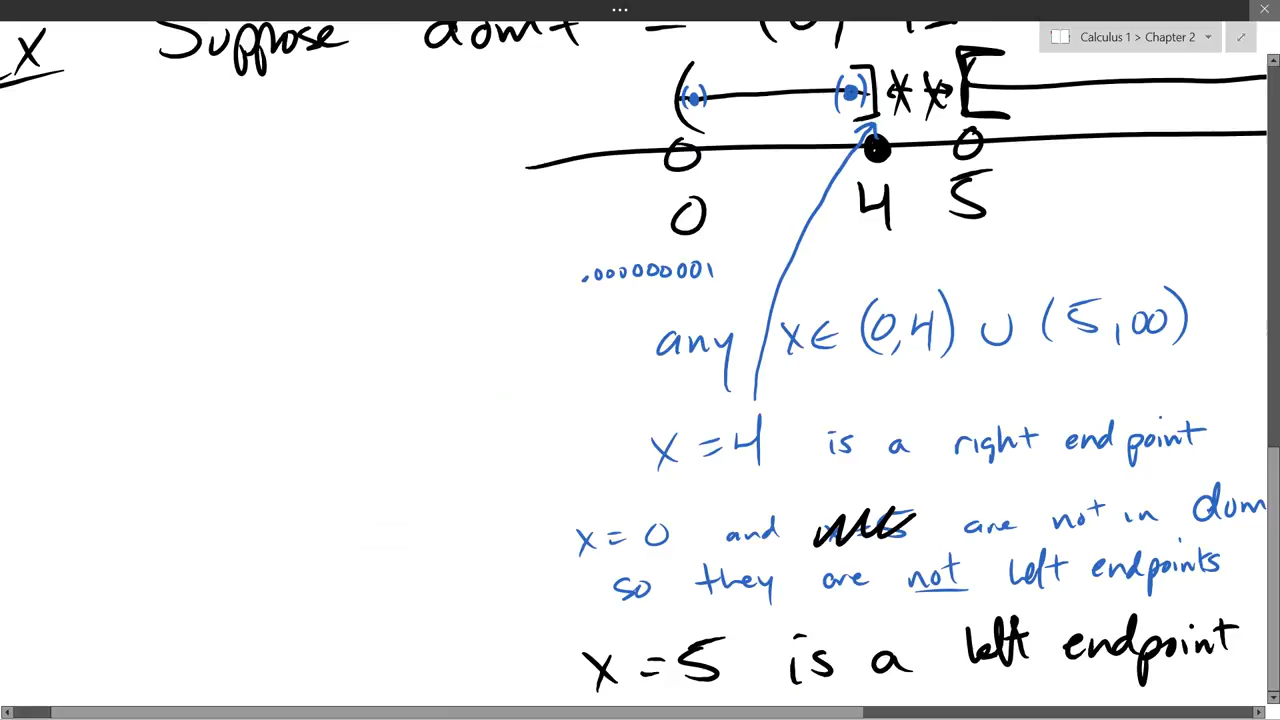 Calculus 1 > Chapter 2
X Suppose domf = (0,
0 4 5
.000000001
any x ∈ (0,4) ∪ (5,∞)
x = 4 is a right endpoint
x = 0 and are not in dom
so they are not left endpoints
x = 5 is a left endpoint